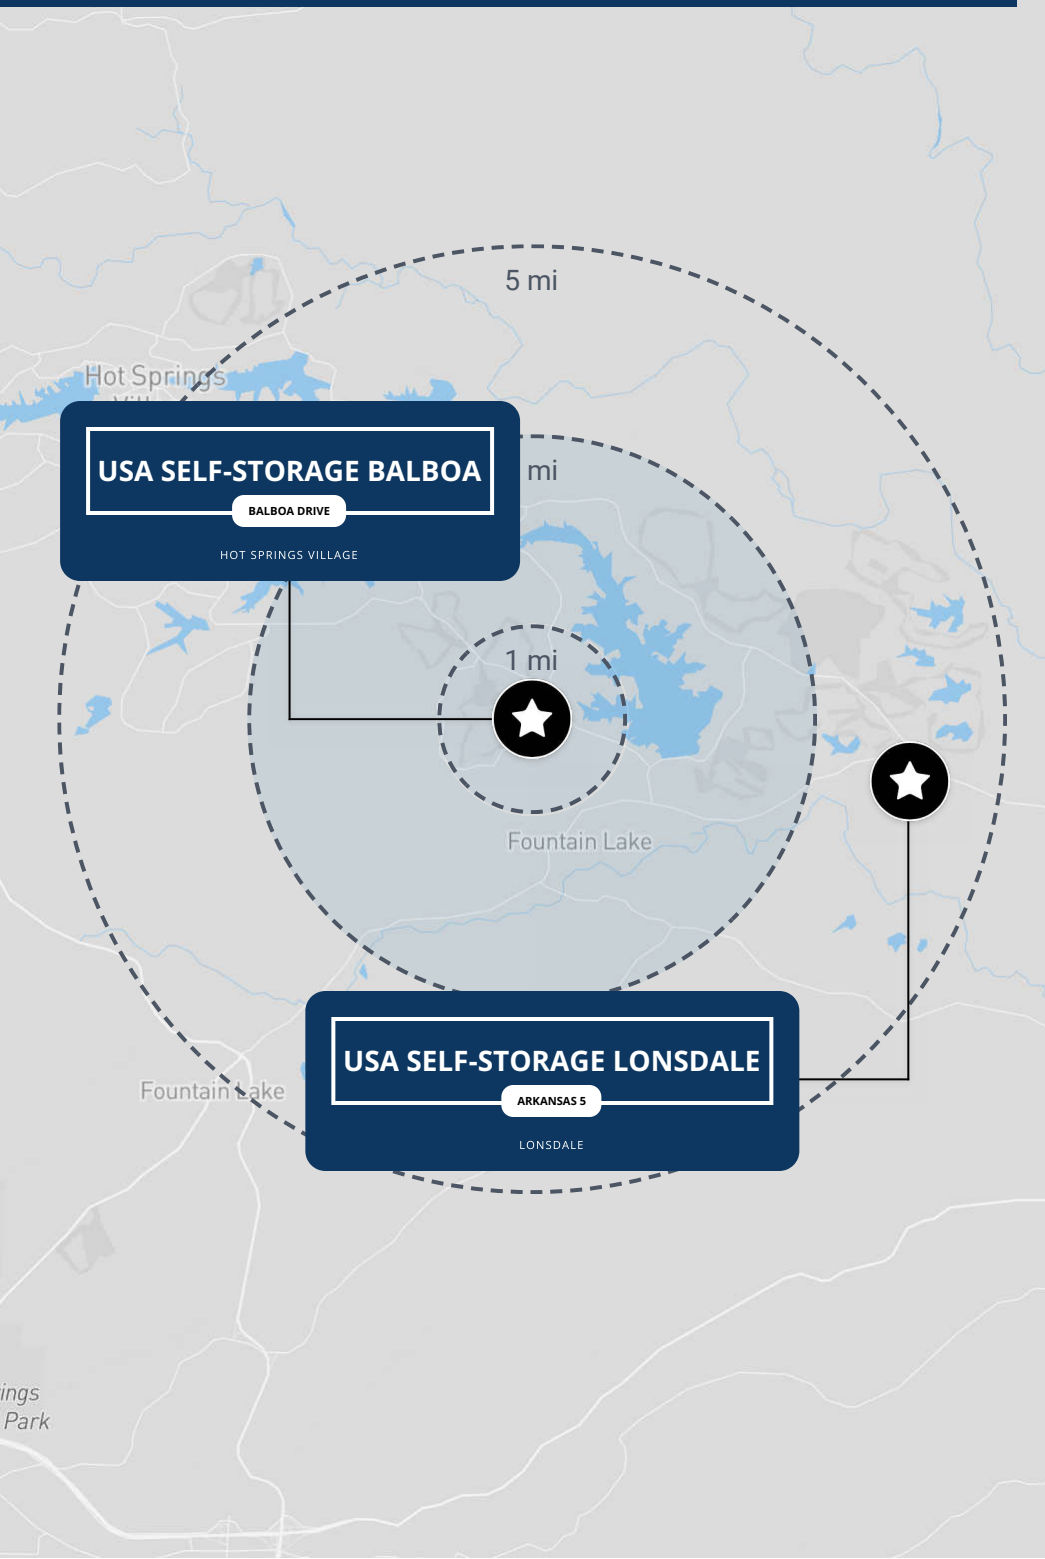 5 mi
Hot Springs
USA SELF-STORAGE BALBOA
mi
BALBOA DRIVE
HOT SPRINGS VILLAGE
1 mi
Fountain Lake
USA SELF-STORAGE LONSDALE
Fountain Lake
ARKANSAS 5
LONSDALE
ings
Park